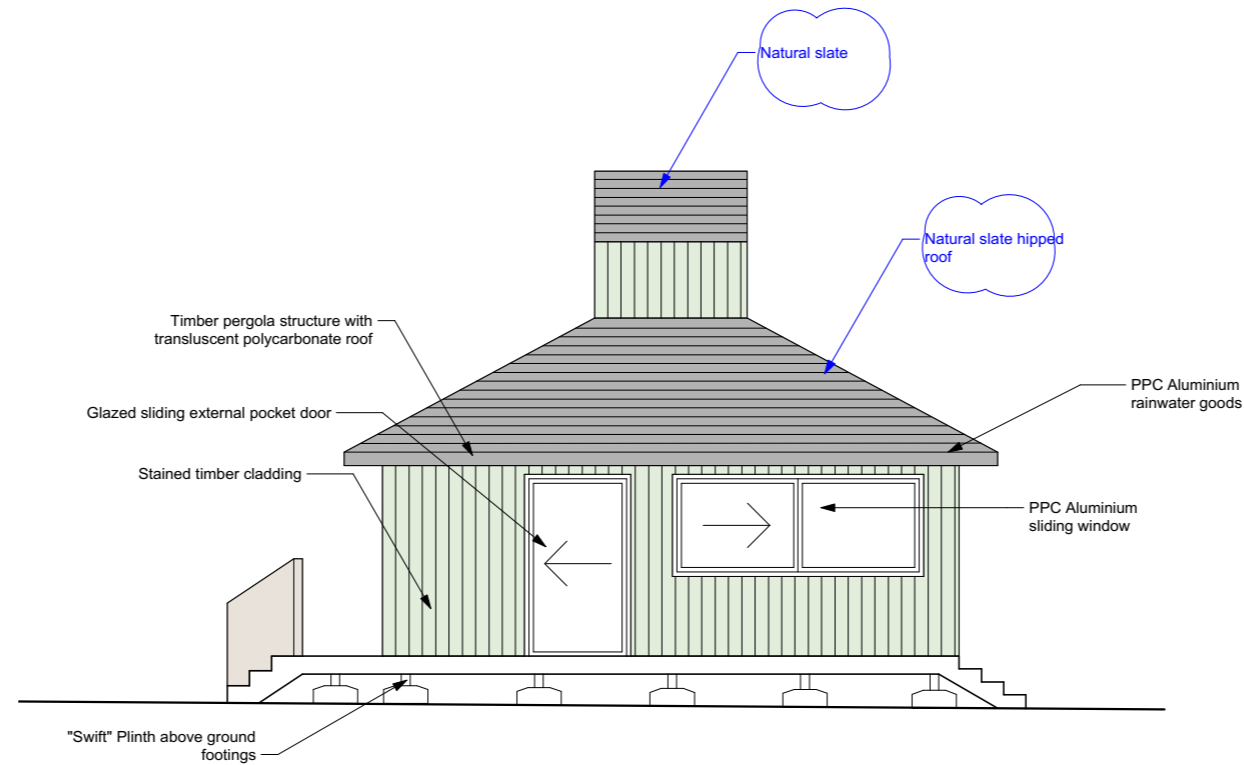 Natural slate
Natural slate hipped
roof
Timber pergola structure with
transluscent polycarbonate roof
PPC Aluminium
rainwater goods
Glazed sliding external pocket door
Stained timber cladding
PPC Aluminium
sliding window
"Swift" Plinth above ground
footings